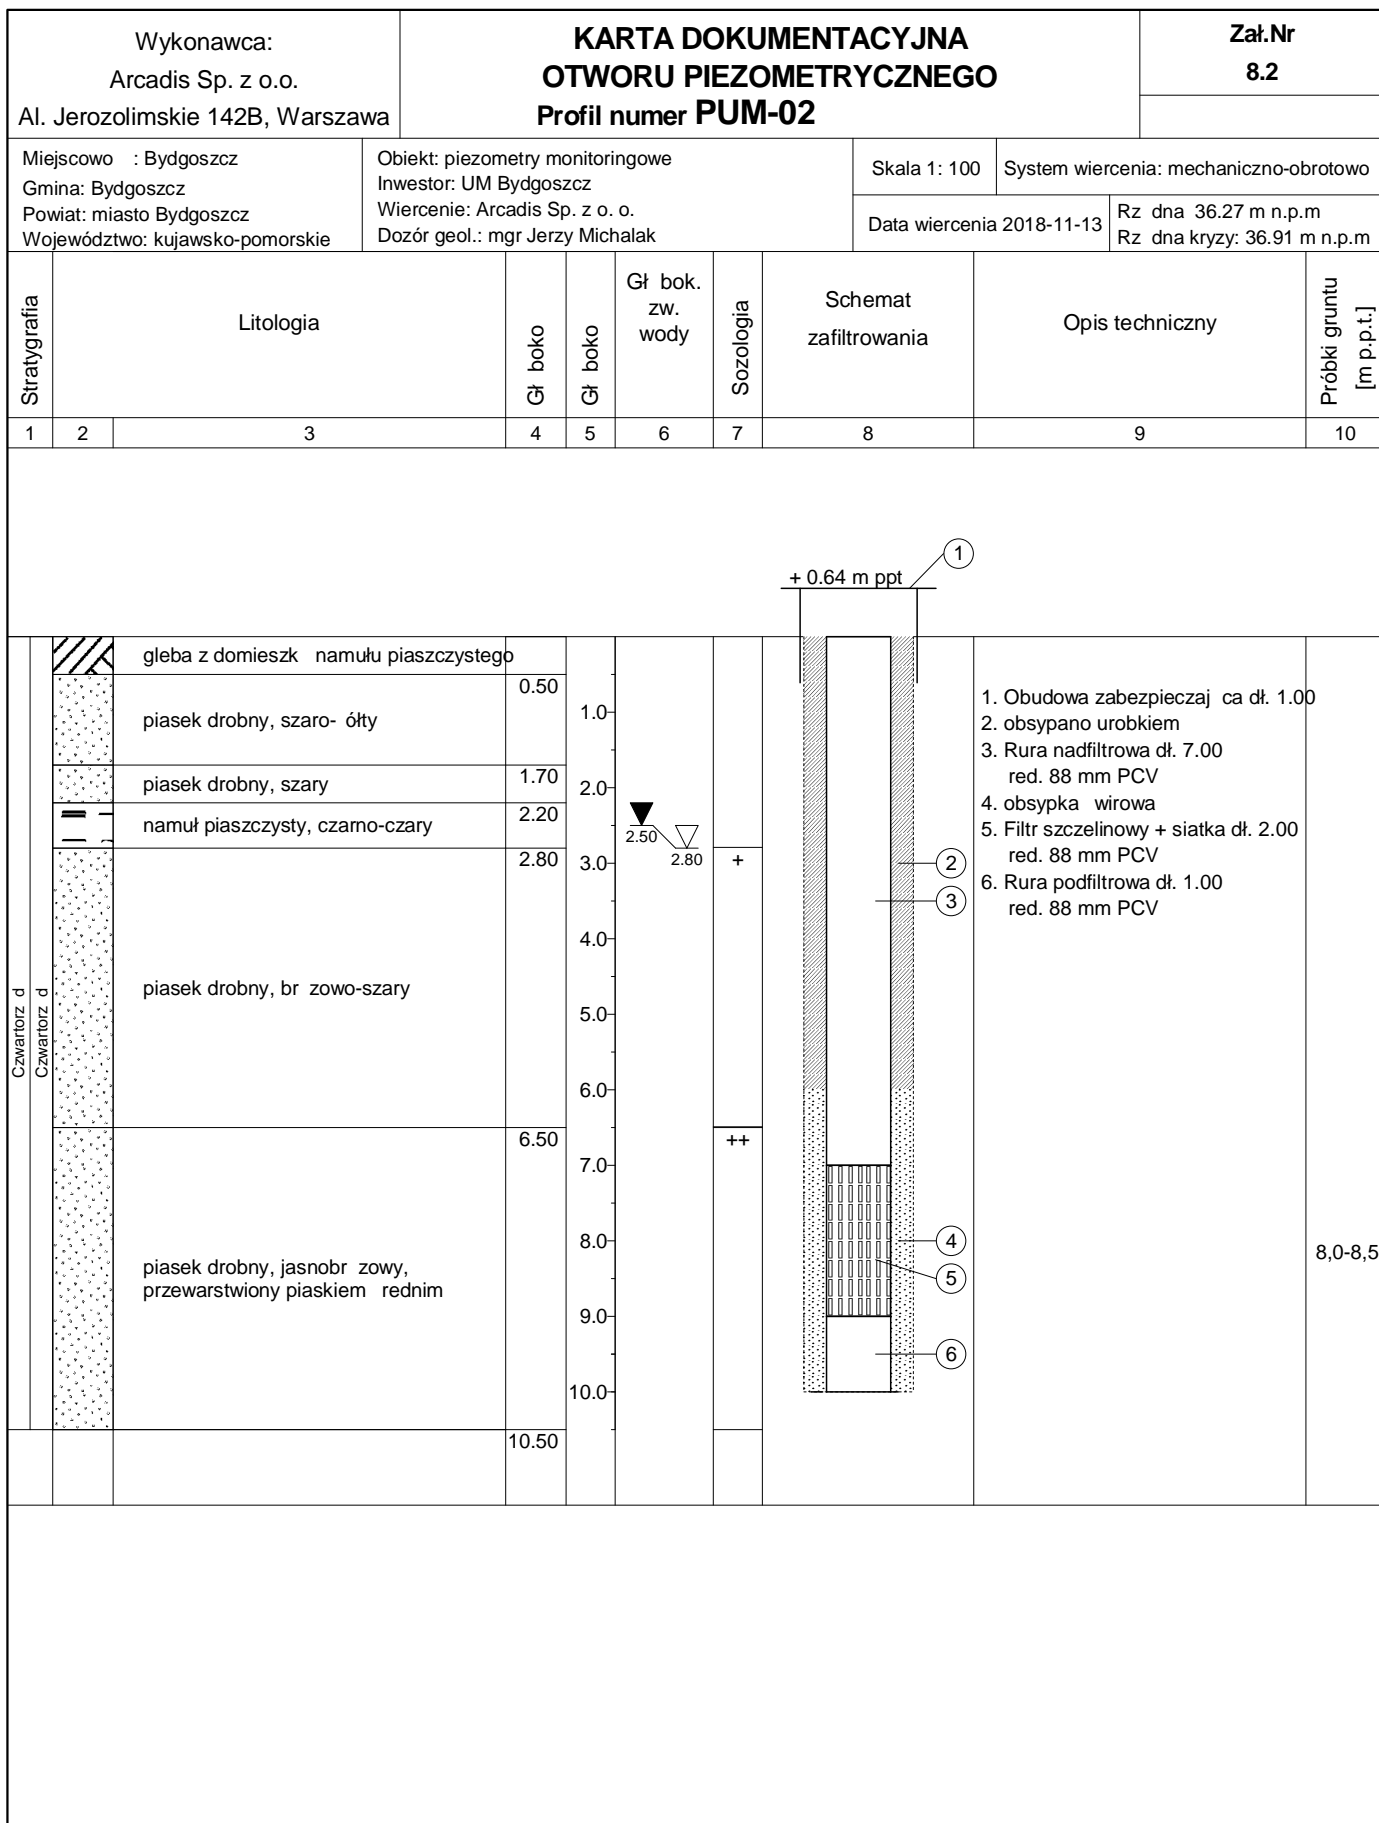 Wykonawca:
Arcadis Sp. z o.o.
Al. Jerozolimskie 142B, Warszawa
KARTA DOKUMENTACYJNA
OTWORU PIEZOMETRYCZNEGO
Profil numer PUM-02
Zał.Nr
8.2
Miejscowo : Bydgoszcz
Gmina: Bydgoszcz
Powiat: miasto Bydgoszcz
Województwo: kujawsko-pomorskie
Obiekt: piezometry monitoringowe
Inwestor: UM Bydgoszcz
Wiercenie: Arcadis Sp. z o. o.
Dozór geol.: mgr Jerzy Michalak
Skala 1: 100
System wiercenia: mechaniczno-obrotowo
Data wiercenia 2018-11-13
Rz dna 36.27 m n.p.m
Rz dna kryzy: 36.91 m n.p.m
Stratygrafia
Litologia
Gł boko
Gł boko
Gł bok.
zw.
wody
Sozologia
Schemat
zafiltrowania
Opis techniczny
Próbki gruntu
[m p.p.t.]
1 2 3 4 5 6 7 8 9 10
1
+ 0.64 m ppt
gleba z domieszk namułu piaszczystego
0.50
piasek drobny, szaro- ółty
1.70
piasek drobny, szary
2.20
namuł piaszczysty, czarno-czary
2.80
piasek drobny, br zowo-szary
6.50
piasek drobny, jasnobr zowy,
przewarstwiony piaskiem rednim
10.50
Czwartorz d
Czwartorz d
1.0
2.0
3.0
4.0
5.0
6.0
7.0
8.0
9.0
10.0
2.50
2.80
+
++
2
3
4
5
6
1. Obudowa zabezpieczaj ca dł. 1.00
2. obsypano urobkiem
3. Rura nadfiltrowa dł. 7.00
red. 88 mm PCV
4. obsypka wirowa
5. Filtr szczelinowy + siatka dł. 2.00
red. 88 mm PCV
6. Rura podfiltrowa dł. 1.00
red. 88 mm PCV
8,0-8,5